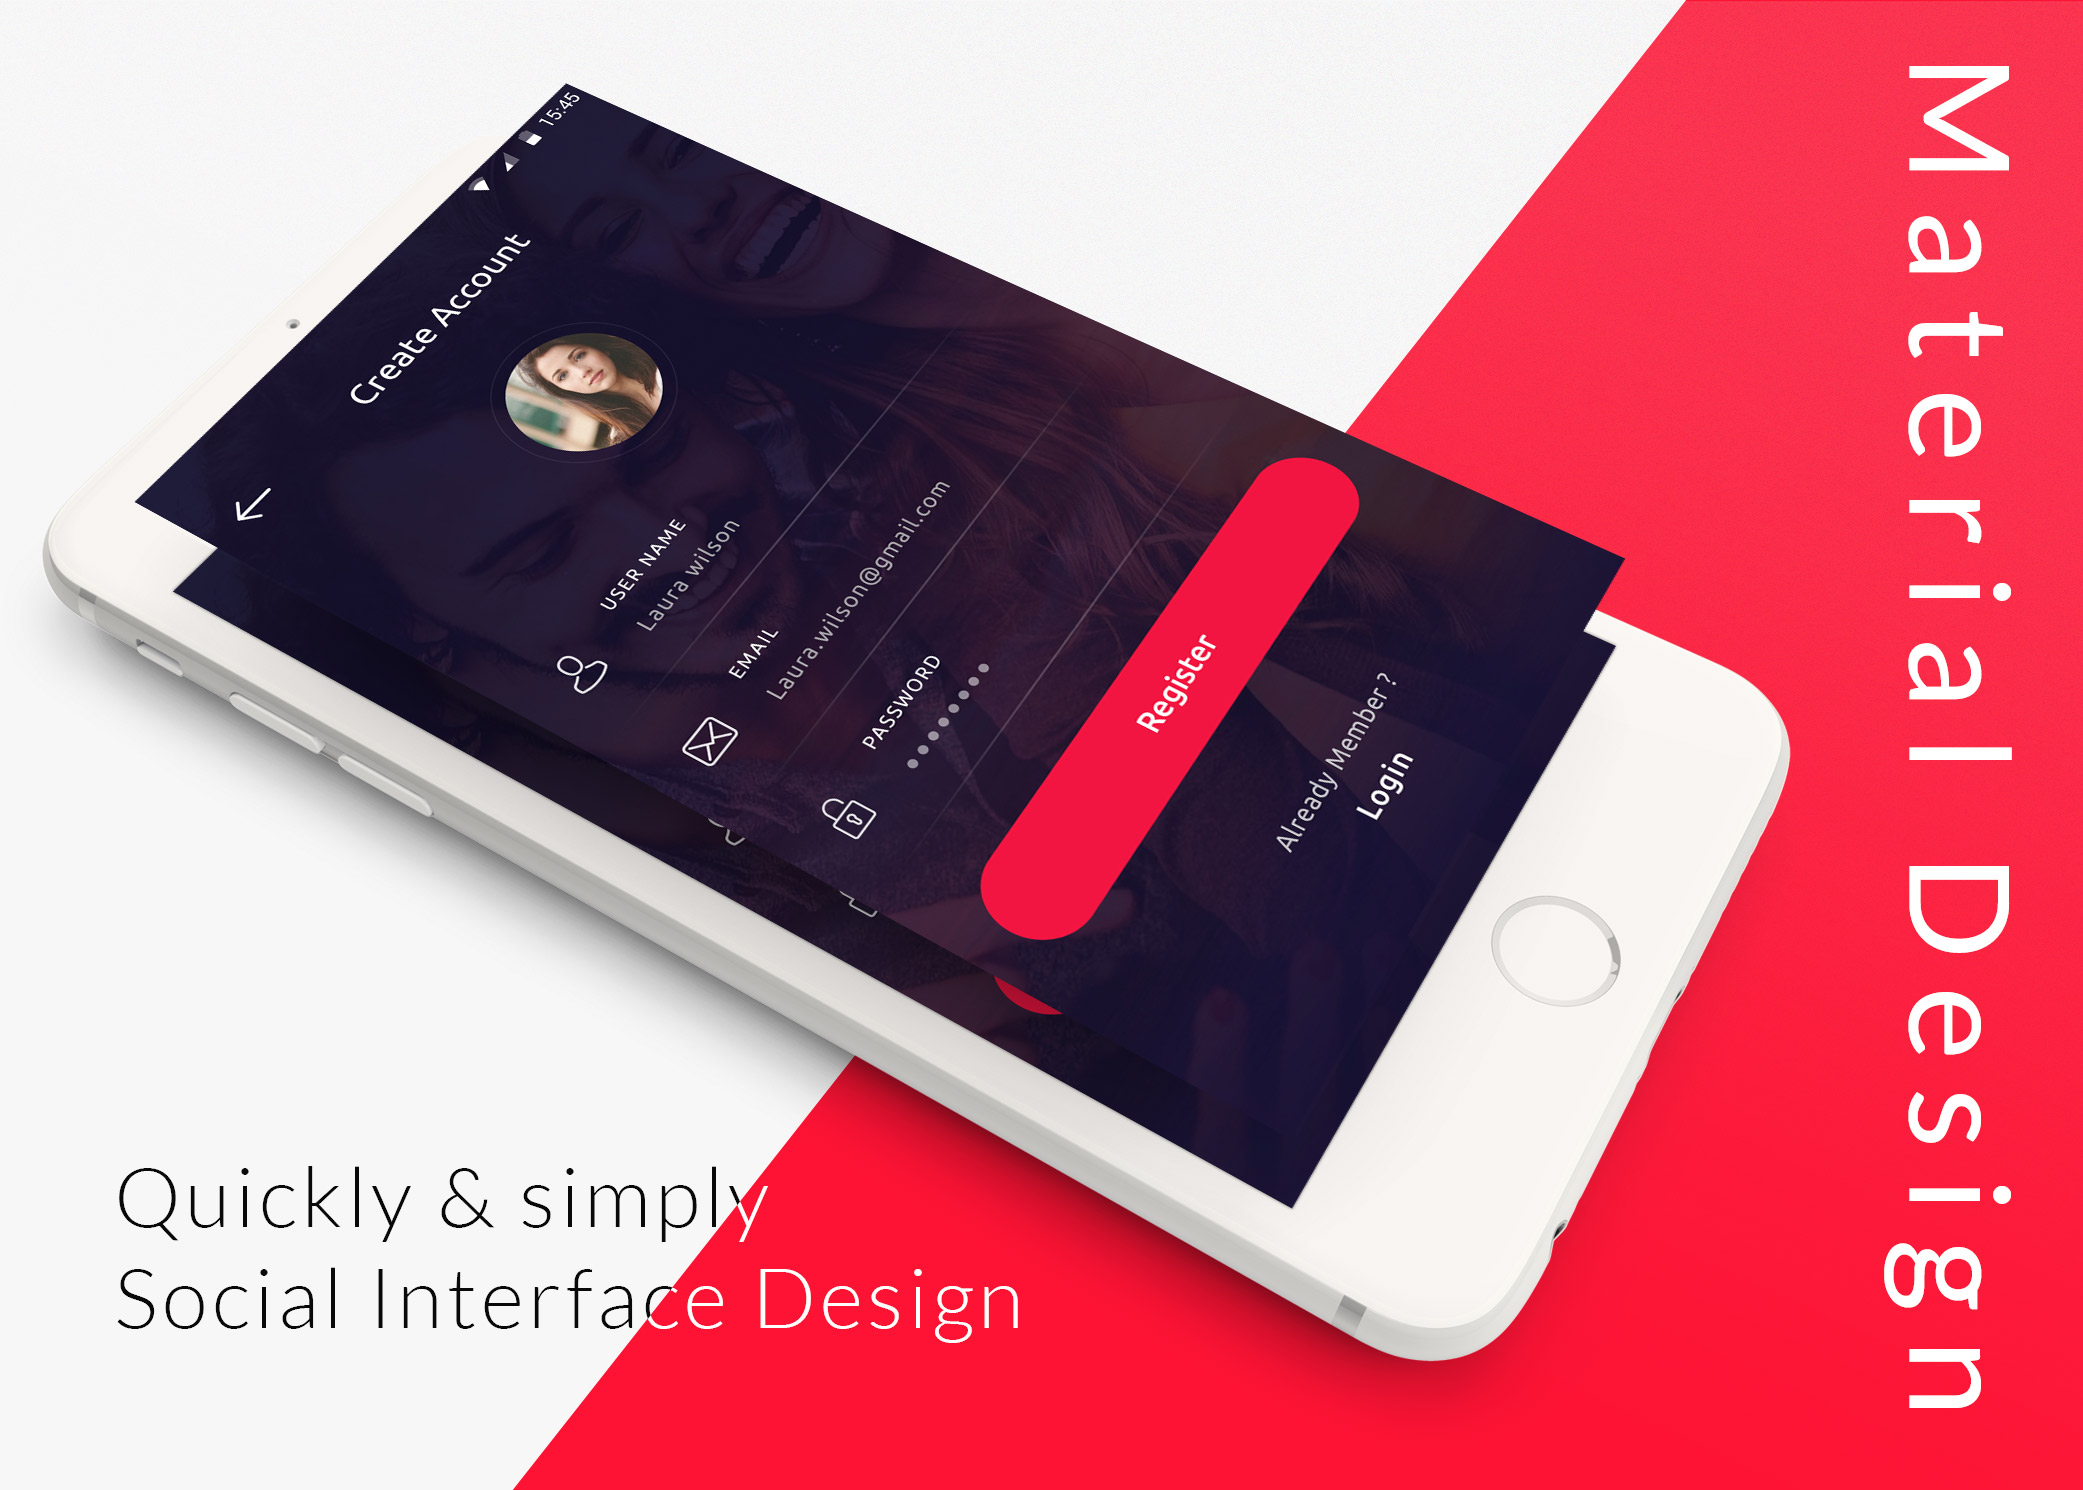 15:45
Create Account
USER NAME
Laura wilson
EMAIL
Laura.wilson@gmail.com
PASSWORD
Register
Already Member ?
Login
Quickly & simply
Social Interface Design
Material Design